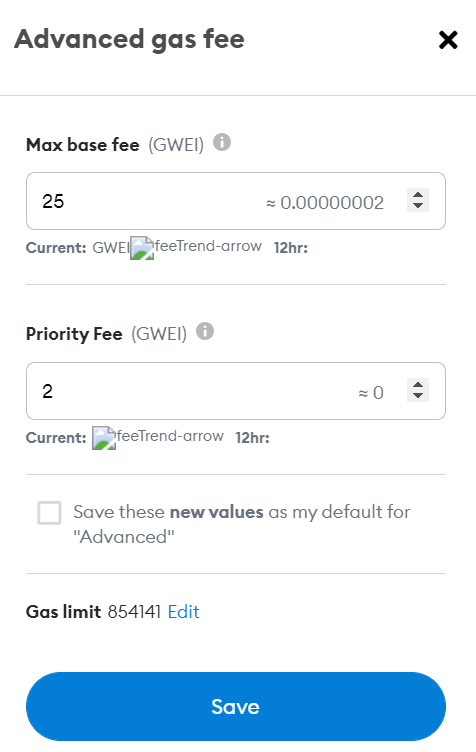 Advanced gas fee
Max base fee (GWEI)
25 ≈ 0.00000002
Current: GWEI feeTrend-arrow 12hr:
Priority Fee (GWEI)
2 ≈ 0
Current: feeTrend-arrow 12hr:
Save these new values as my default for
"Advanced"
Gas limit 854141 Edit
Save